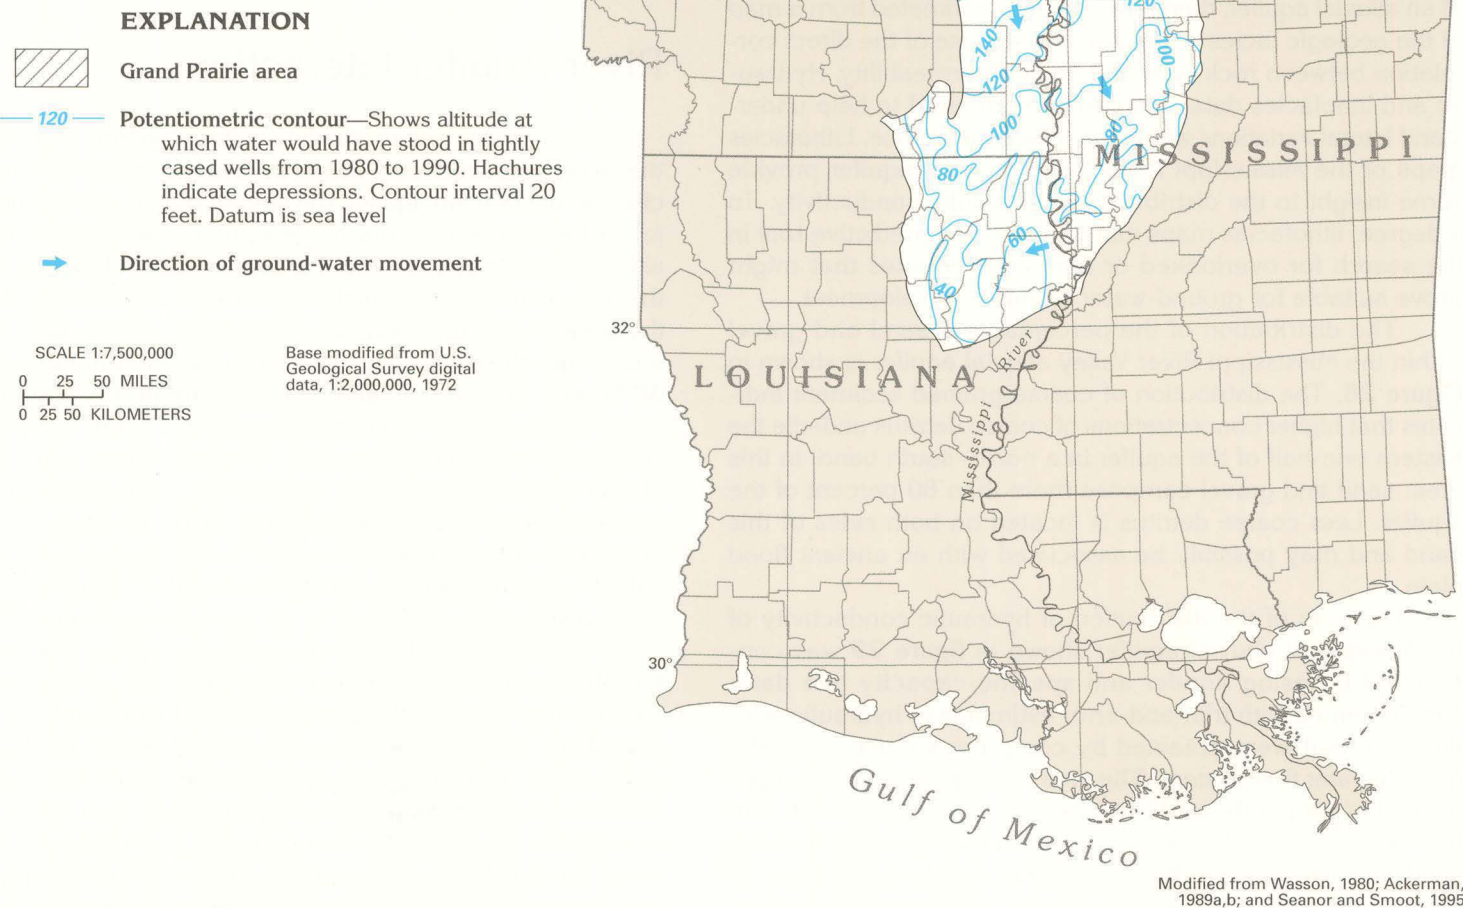 EXPLANATION
Grand Prairie area
120
Potentiometric contour—Shows altitude at
which water would have stood in tightly
cased wells from 1980 to 1990. Hachures
indicate depressions. Contour interval 20
feet. Datum is sea level
Direction of ground-water movement
SCALE 1:7,500,000
0 25 50 MILES
0 25 50 KILOMETERS
Base modified from U.S.
Geological Survey digital
data, 1:2,000,000, 1972
120
140
100
120
100
80
MISSISSIPPI
80
60
40
32°
LOUISIANA
Mississippi River
30°
Gulf of Mexico
Modified from Wasson, 1980; Ackerman,
1989a,b; and Seanor and Smoot, 1995